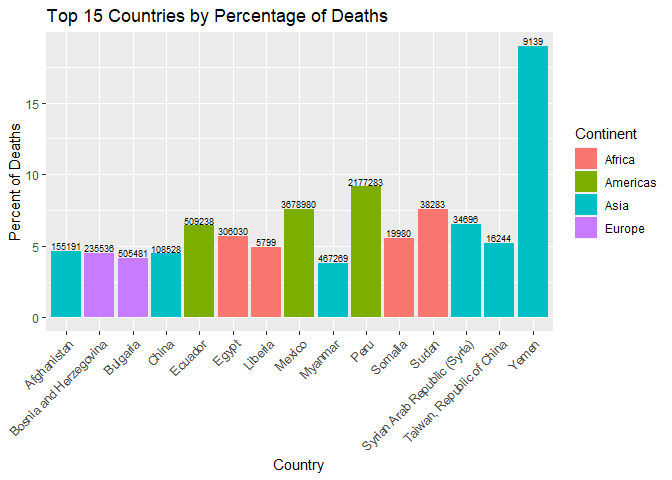 Top 15 Countries by Percentage of Deaths
Percent of Deaths
15
10
5
0
155191
235536
505481
108528
509238
306030
5799
3678980
467269
2177283
19980
38283
34696
16244
9139
Afghanistan
Bosnia and Herzegovina
Bulgaria
China
Ecuador
Egypt
Liberia
Mexico
Myanmar
Peru
Somalia
Sudan
Syrian Arab Republic (Syria)
Taiwan, Republic of China
Yemen
Country
Continent
Africa
Americas
Asia
Europe